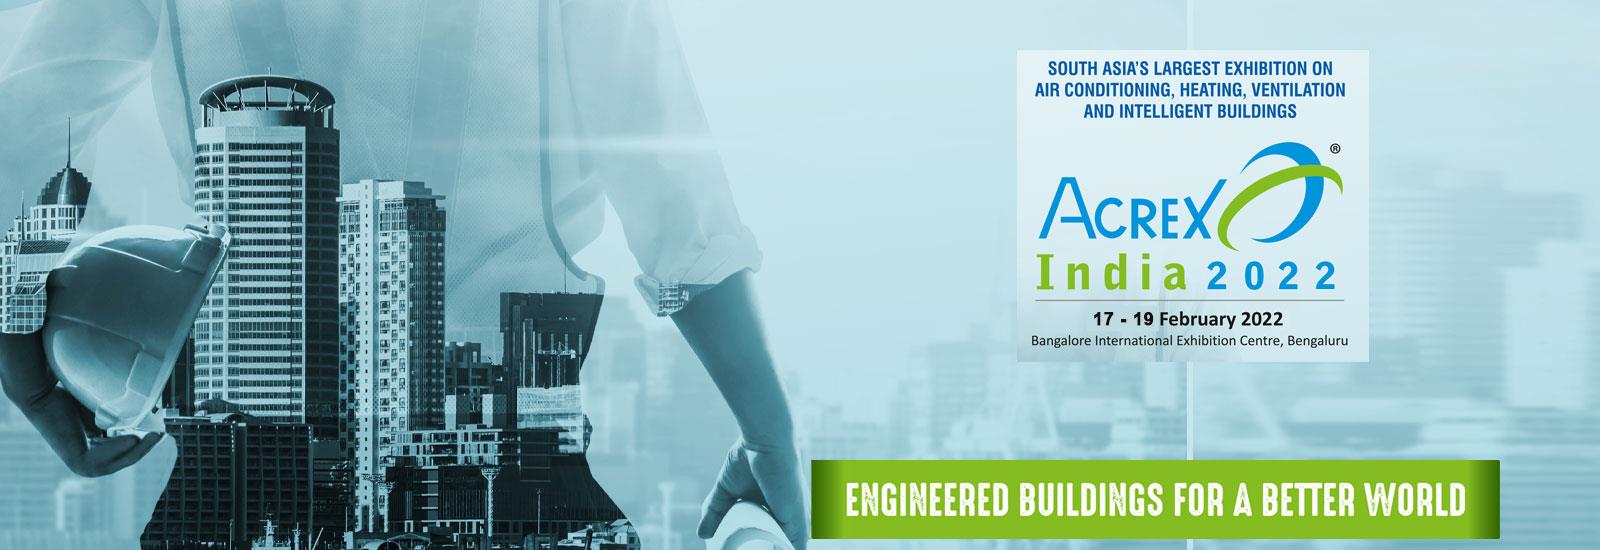 SOUTH ASIA'S LARGEST EXHIBITION ON
AIR CONDITIONING, HEATING, VENTILATION
AND INTELLIGENT BUILDINGS
ACREX ®
India 2022
17 - 19 February 2022
Bangalore International Exhibition Centre, Bengaluru
ENGINEERED BUILDINGS FOR A BETTER WORLD